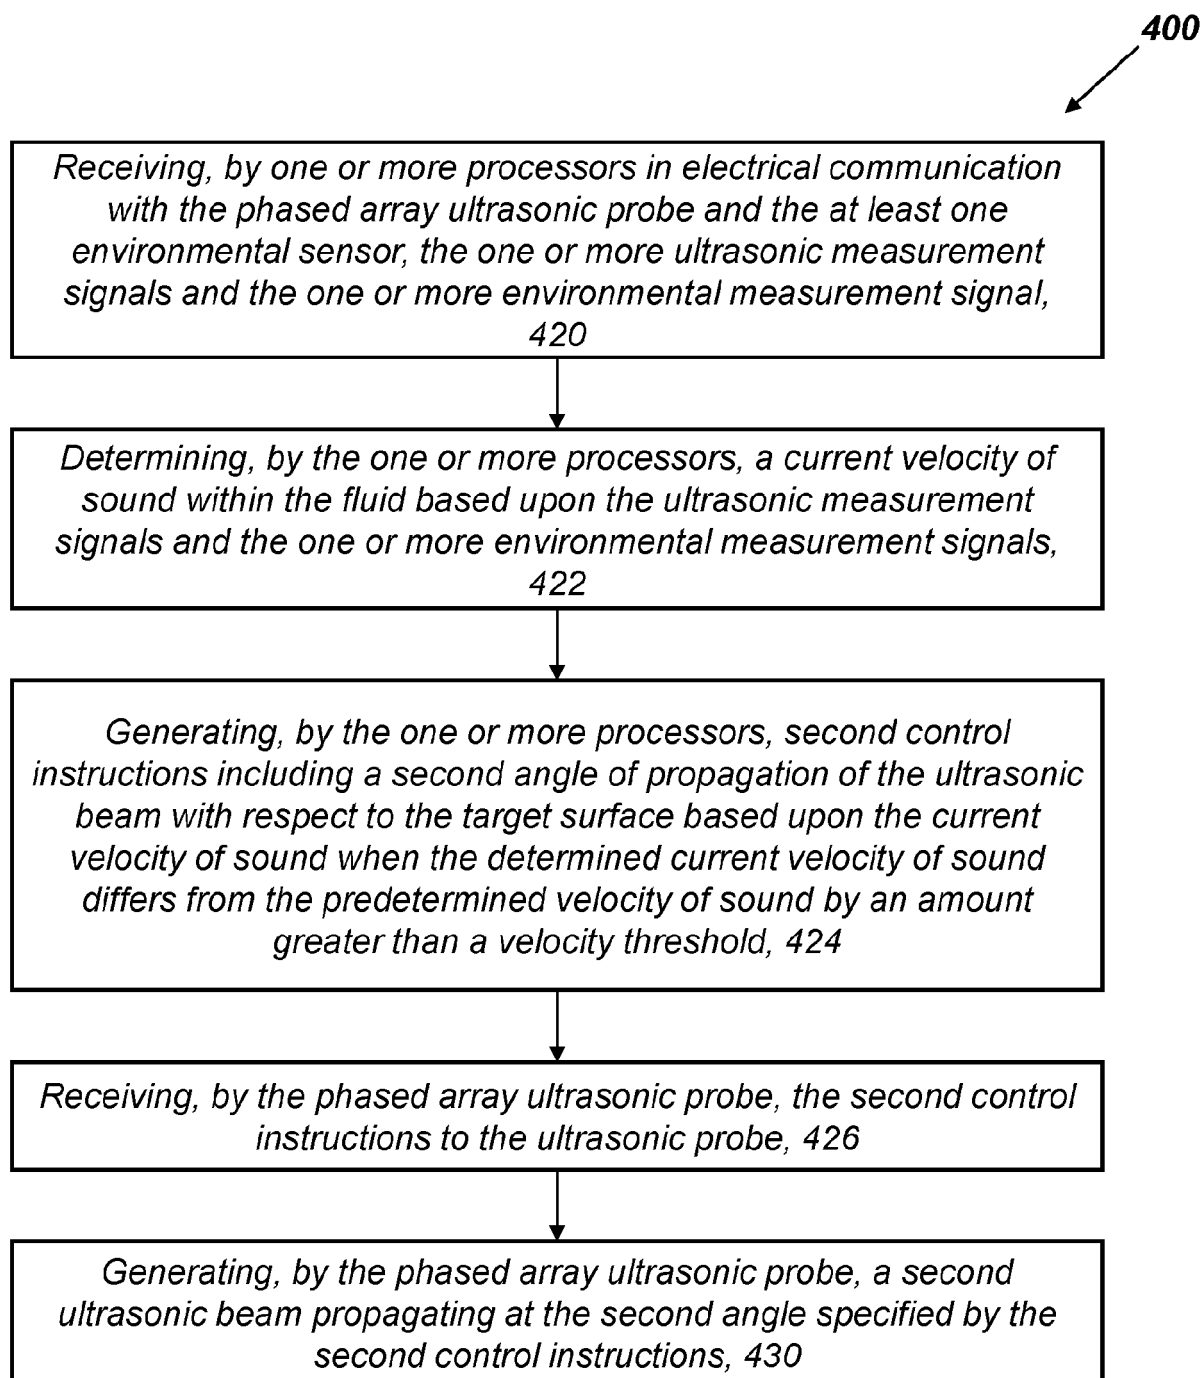 400
Receiving, by one or more processors in electrical communication
with the phased array ultrasonic probe and the at least one
environmental sensor, the one or more ultrasonic measurement
signals and the one or more environmental measurement signal,
420
Determining, by the one or more processors, a current velocity of
sound within the fluid based upon the ultrasonic measurement
signals and the one or more environmental measurement signals,
422
Generating, by the one or more processors, second control
instructions including a second angle of propagation of the ultrasonic
beam with respect to the target surface based upon the current
velocity of sound when the determined current velocity of sound
differs from the predetermined velocity of sound by an amount
greater than a velocity threshold, 424
Receiving, by the phased array ultrasonic probe, the second control
instructions to the ultrasonic probe, 426
Generating, by the phased array ultrasonic probe, a second
ultrasonic beam propagating at the second angle specified by the
second control instructions, 430